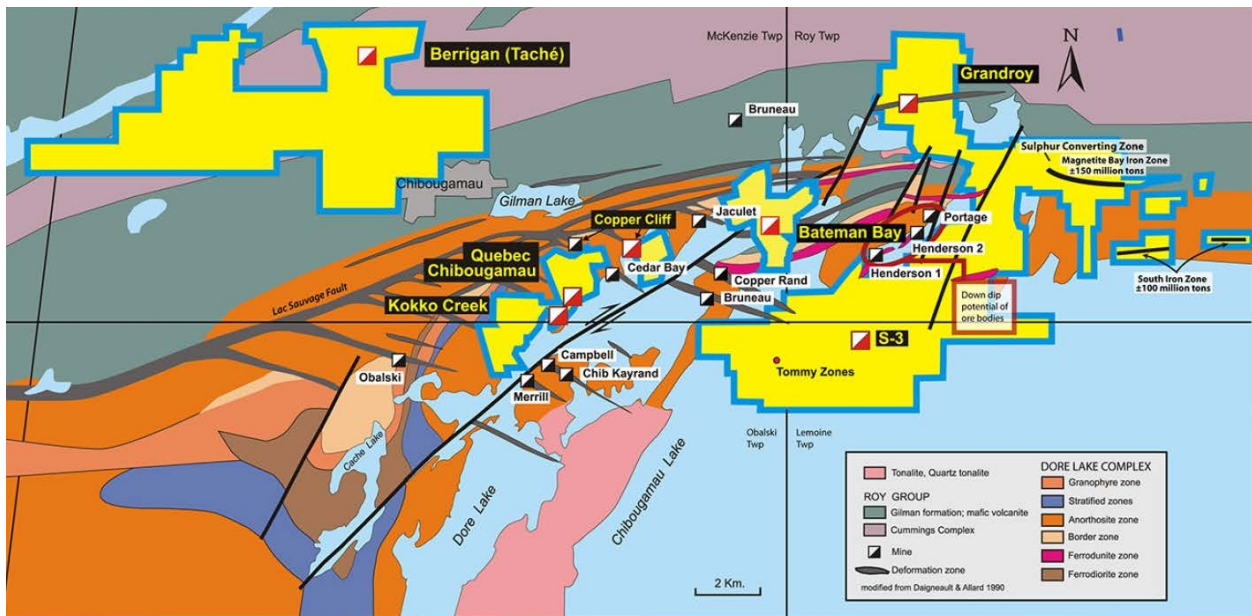 McKenzie Twp
Roy Twp
N
Berrigan (Taché)
Grandroy
Bruneau
Sulphur Converting Zone
Magnetite Bay Iron Zone
±150 million tons
Chibougamau
Gilman Lake
Copper Cliff
Jaculet
Portage
Bateman Bay
Henderson 2
Quebec
Chibougamau
Cedar Bay
Henderson 1
Copper Rand
South Iron Zone
±100 million tons
Kokko Creek
Bruneau
Lac Sauvage Fault
Down dip
potential of
ore bodies
S-3
Campbell
Tommy Zones
Obalski
Chib Kayrand
Merrill
Obalski
Twp
Lemoine
Twp
Cache Lake
Dore Lake
Chibougamau Lake
2 Km.
Tonalite, Quartz tonalite
ROY GROUP
Gilman formation; mafic volcanite
Cummings Complex
Mine
Deformation zone
modified from Daigneault & Allard 1990
DORE LAKE COMPLEX
Granophyre zone
Stratified zones
Anorthosite zone
Border zone
Ferrodunite zone
Ferrodiorite zone